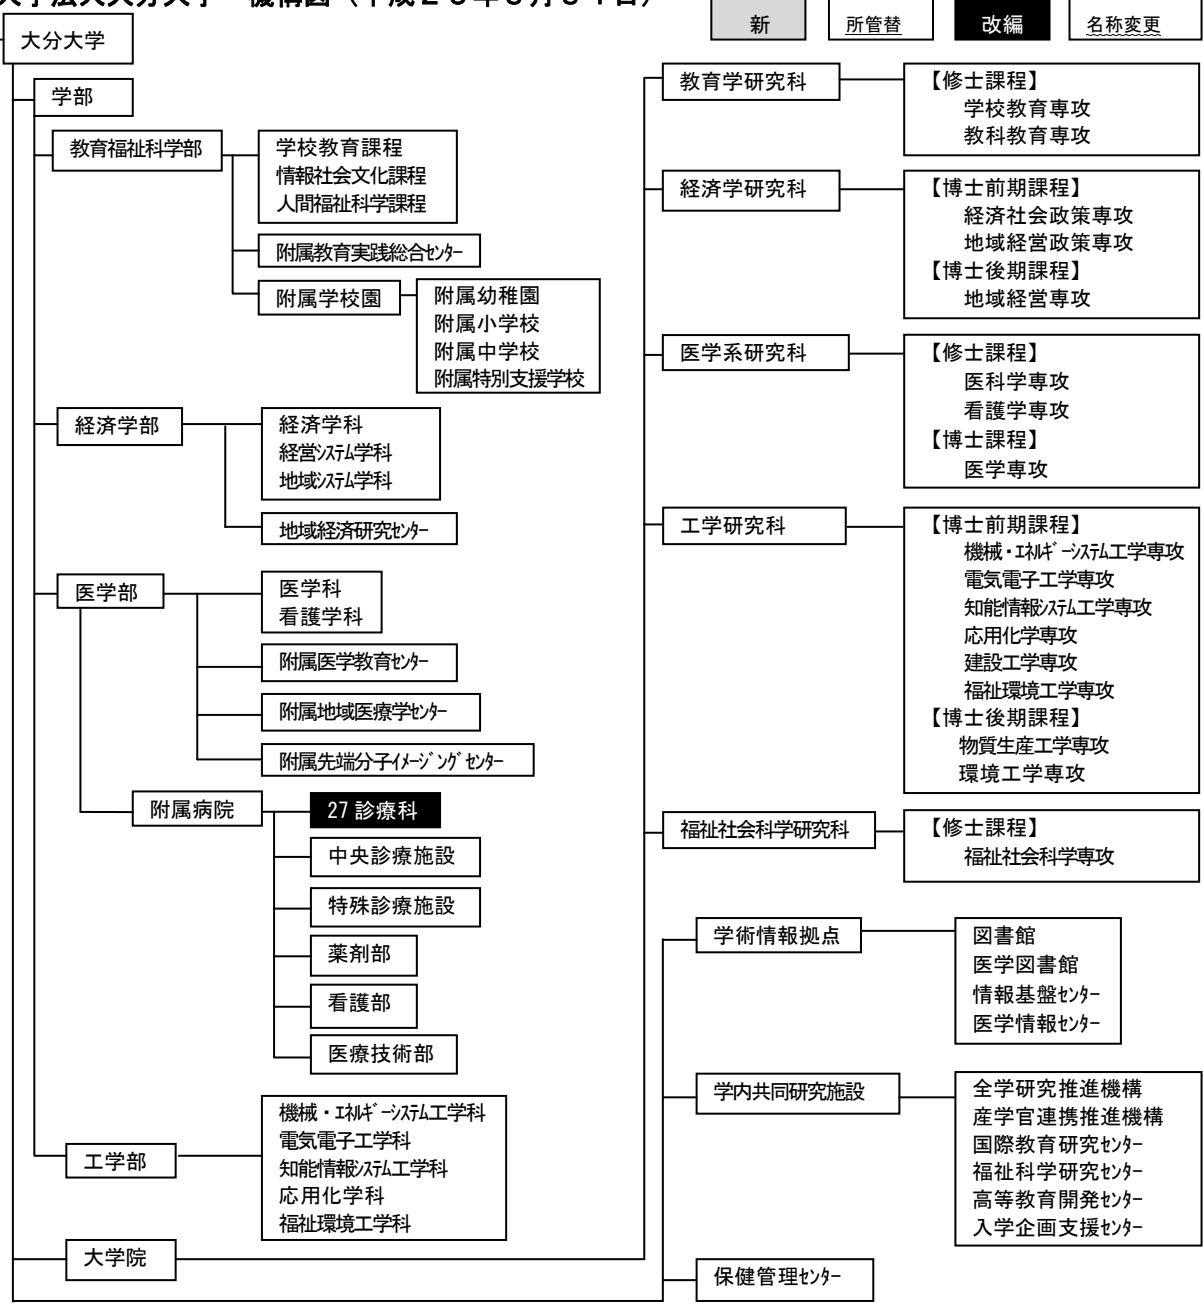 大学法人大分大学 機構図（平成２５年３月３１日）
新
所管替
改編
名称変更
大分大学
学部
教育福祉科学部
学校教育課程
情報社会文化課程
人間福祉科学課程
附属教育実践総合ｾﾝﾀｰ
附属学校園
附属幼稚園
附属小学校
附属中学校
附属特別支援学校
経済学部
経済学科
経営ｼｽﾃﾑ学科
地域ｼｽﾃﾑ学科
地域経済研究ｾﾝﾀｰ
医学部
医学科
看護学科
附属医学教育ｾﾝﾀｰ
附属地域医療学ｾﾝﾀｰ
附属先端分子ｲﾒｰｼﾞﾝｸﾞｾﾝﾀｰ
附属病院
27 診療科
中央診療施設
特殊診療施設
薬剤部
看護部
医療技術部
工学部
機械・ｴﾈﾙｷﾞｰｼｽﾃﾑ工学科
電気電子工学科
知能情報ｼｽﾃﾑ工学科
応用化学科
福祉環境工学科
大学院
教育学研究科
【修士課程】
学校教育専攻
教科教育専攻
経済学研究科
【博士前期課程】
経済社会政策専攻
地域経営政策専攻
【博士後期課程】
地域経営専攻
医学系研究科
【修士課程】
医科学専攻
看護学専攻
【博士課程】
医学専攻
工学研究科
【博士前期課程】
機械・ｴﾈﾙｷﾞｰｼｽﾃﾑ工学専攻
電気電子工学専攻
知能情報ｼｽﾃﾑ工学専攻
応用化学専攻
建設工学専攻
福祉環境工学専攻
【博士後期課程】
物質生産工学専攻
環境工学専攻
福祉社会科学研究科
【修士課程】
福祉社会科学専攻
学術情報拠点
図書館
医学図書館
情報基盤ｾﾝﾀｰ
医学情報ｾﾝﾀｰ
学内共同研究施設
全学研究推進機構
産学官連携推進機構
国際教育研究ｾﾝﾀｰ
福祉科学研究ｾﾝﾀｰ
高等教育開発ｾﾝﾀｰ
入学企画支援ｾﾝﾀｰ
保健管理ｾﾝﾀｰ